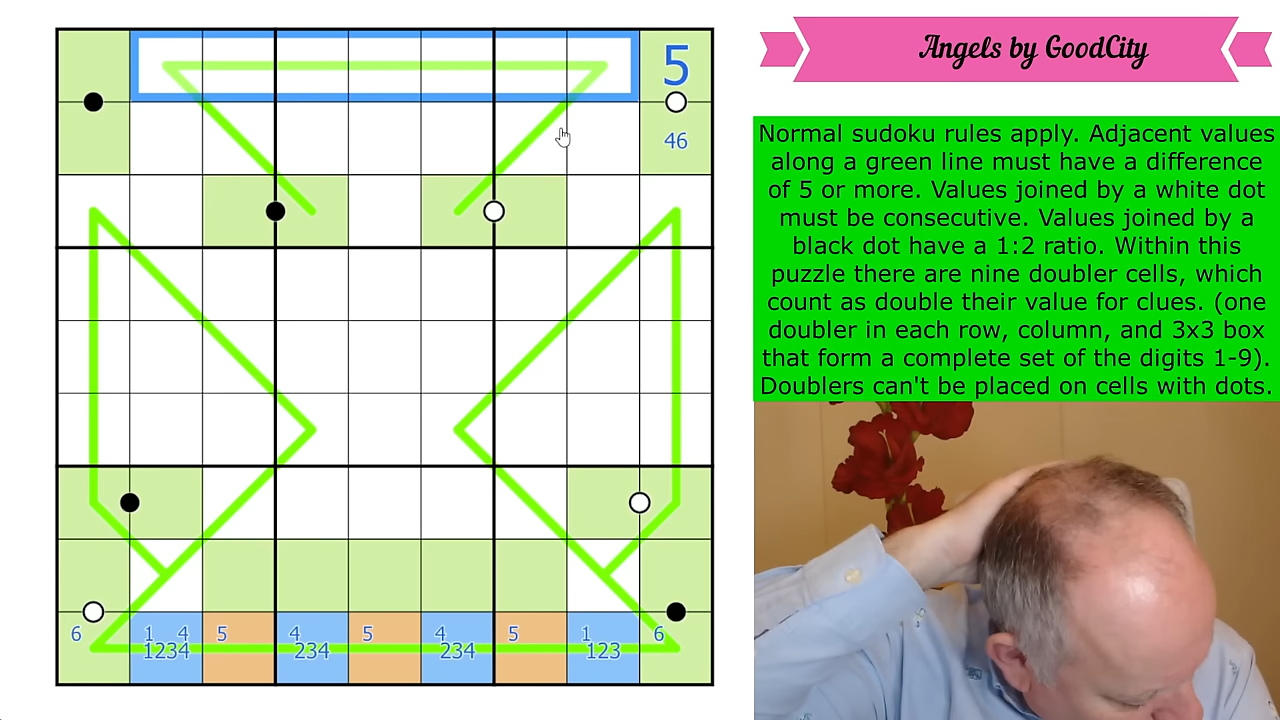 Angels by GoodCity
Normal sudoku rules apply. Adjacent values
along a green line must have a difference
of 5 or more. Values joined by a white dot
must be consecutive. Values joined by a
black dot have a 1:2 ratio. Within this
puzzle there are nine doubler cells, which
count as double their value for clues. (one
doubler in each row, column, and 3x3 box
that form a complete set of the digits 1-9).
Doublers can't be placed on cells with dots.
5
46
6 1 4 5 4 5 4 5 1 6
1234 234 234 123